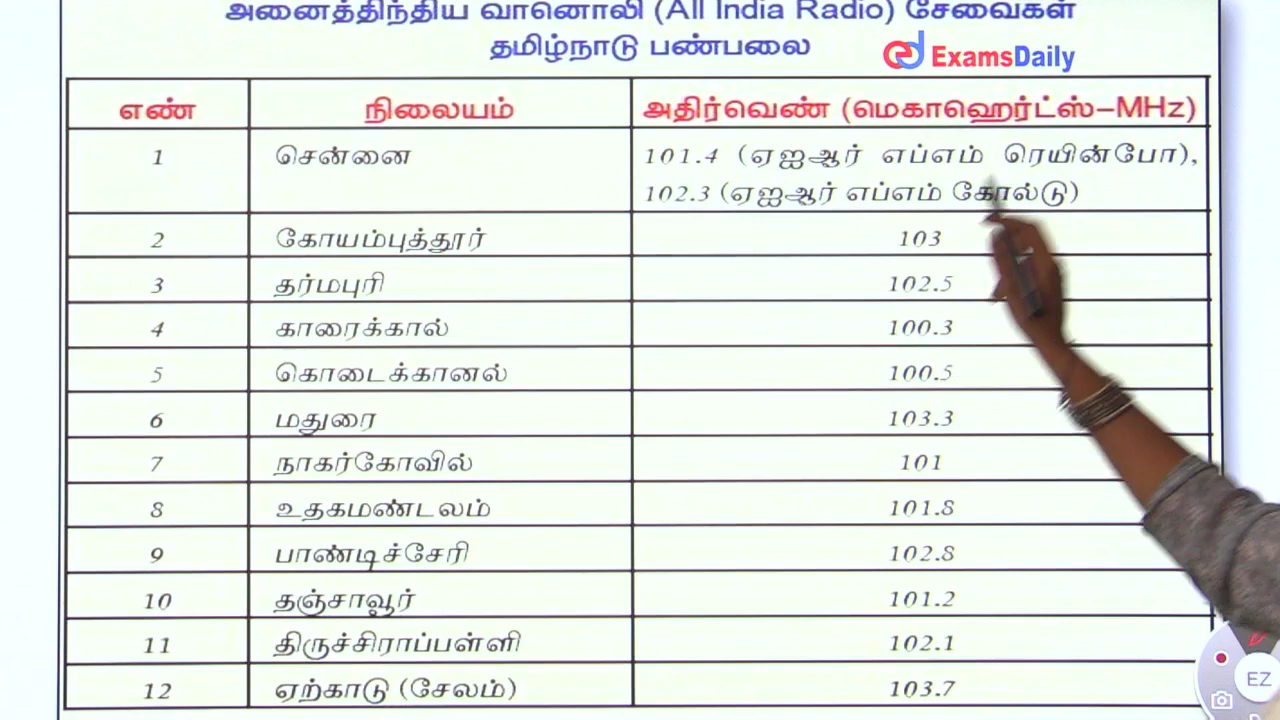 அனைத்திந்திய வானொலி (All India Radio) சேவைகள்
தமிழ்நாடு பண்பலை
ExamsDaily
எண் நிலையம் அதிர்வெண் (மெகாஹெர்ட்ஸ்–MHz)
1 சென்னை 101.4 (ஏஐஆர் எப்எம் ரெயின்போ),
102.3 (ஏஐஆர் எப்எம் கோல்டு)
2 கோயம்புத்தூர் 103
3 தர்மபுரி 102.5
4 காரைக்கால் 100.3
5 கொடைக்கானல் 100.5
6 மதுரை 103.3
7 நாகர்கோவில் 101
8 உதகமண்டலம் 101.8
9 பாண்டிச்சேரி 102.8
10 தஞ்சாவூர் 101.2
11 திருச்சிராப்பள்ளி 102.1
12 ஏற்காடு (சேலம்) 103.7
EZ